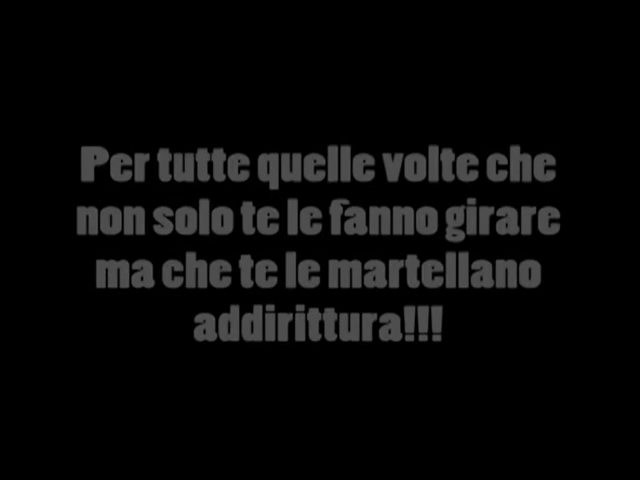 Per tutte quelle volte che
non solo te le fanno girare
ma che te le martellano
addirittura!!!